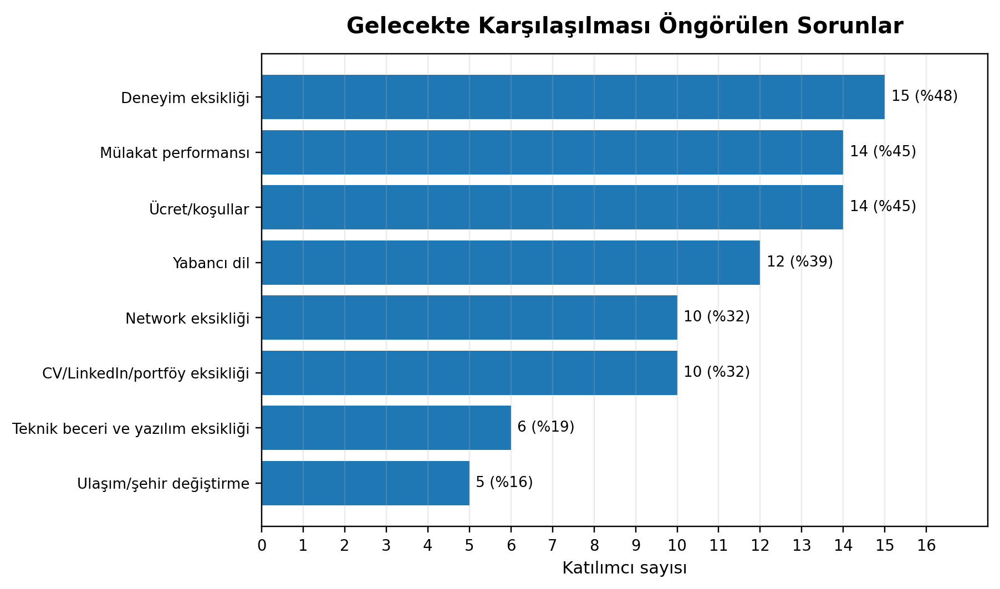 Gelecekte Karşılaşılması Öngörülen Sorunlar
Deneyim eksikliği 15 (%48)
Mülakat performansı 14 (%45)
Ücret/koşullar 14 (%45)
Yabancı dil 12 (%39)
Network eksikliği 10 (%32)
CV/LinkedIn/portföy eksikliği 10 (%32)
Teknik beceri ve yazılım eksikliği 6 (%19)
Ulaşım/şehir değiştirme 5 (%16)
0 1 2 3 4 5 6 7 8 9 10 11 12 13 14 15 16
Katılımcı sayısı